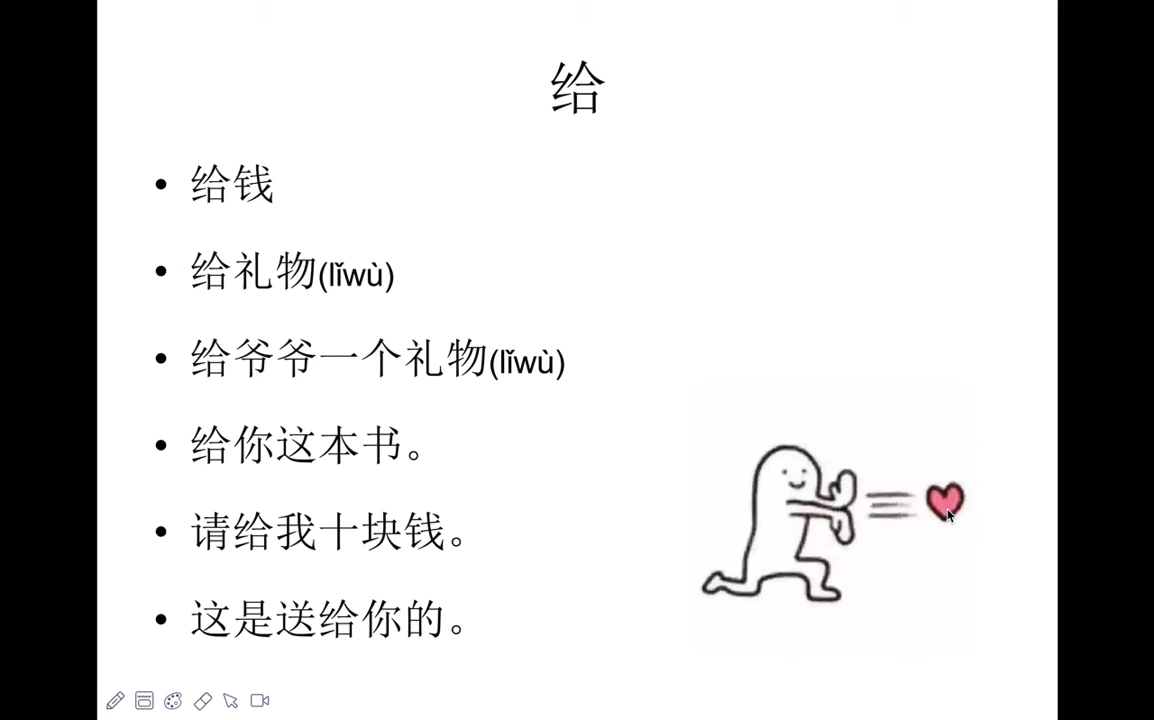 给
• 给钱
• 给礼物(lǐwù)
• 给爷爷一个礼物(lǐwù)
• 给你这本书。
• 请给我十块钱。
• 这是送给你的。